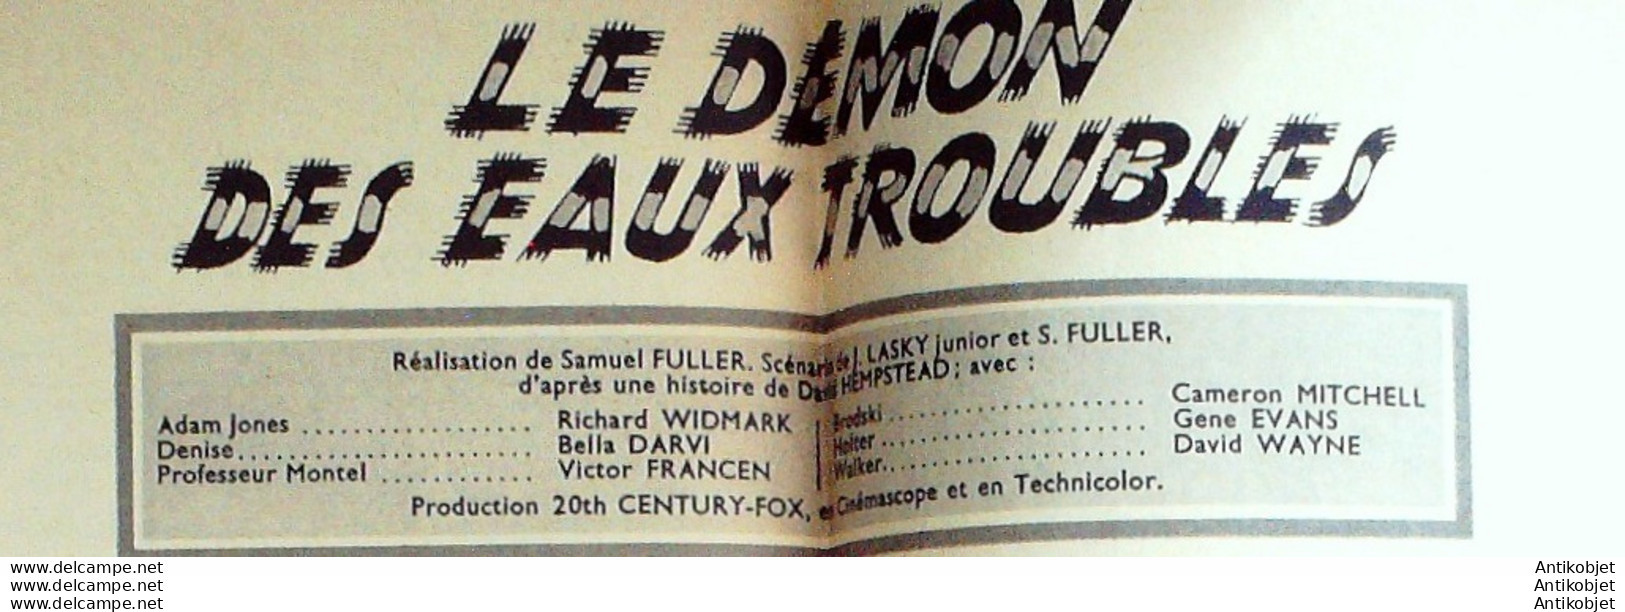 LE DEMON
DES EAUX TROUBLES
Réalisation de Samuel FULLER. Scénario de J. LASKY junior et S. FULLER,
d'après une histoire de David HEMPSTEAD; avec :
Adam Jones .................. Richard WIDMARK
Denise....................... Bella DARVI
Professeur Montel ............ Victor FRANCEN
Brodski ...................... Cameron MITCHELL
Holter ....................... Gene EVANS
Walker....................... David WAYNE
Production 20th CENTURY-FOX, en Cinémascope et en Technicolor.
www.delcampe.net
www.delcampe.net
www.delcampe.net
Antikobjet
Antikobjet
Antikobjet